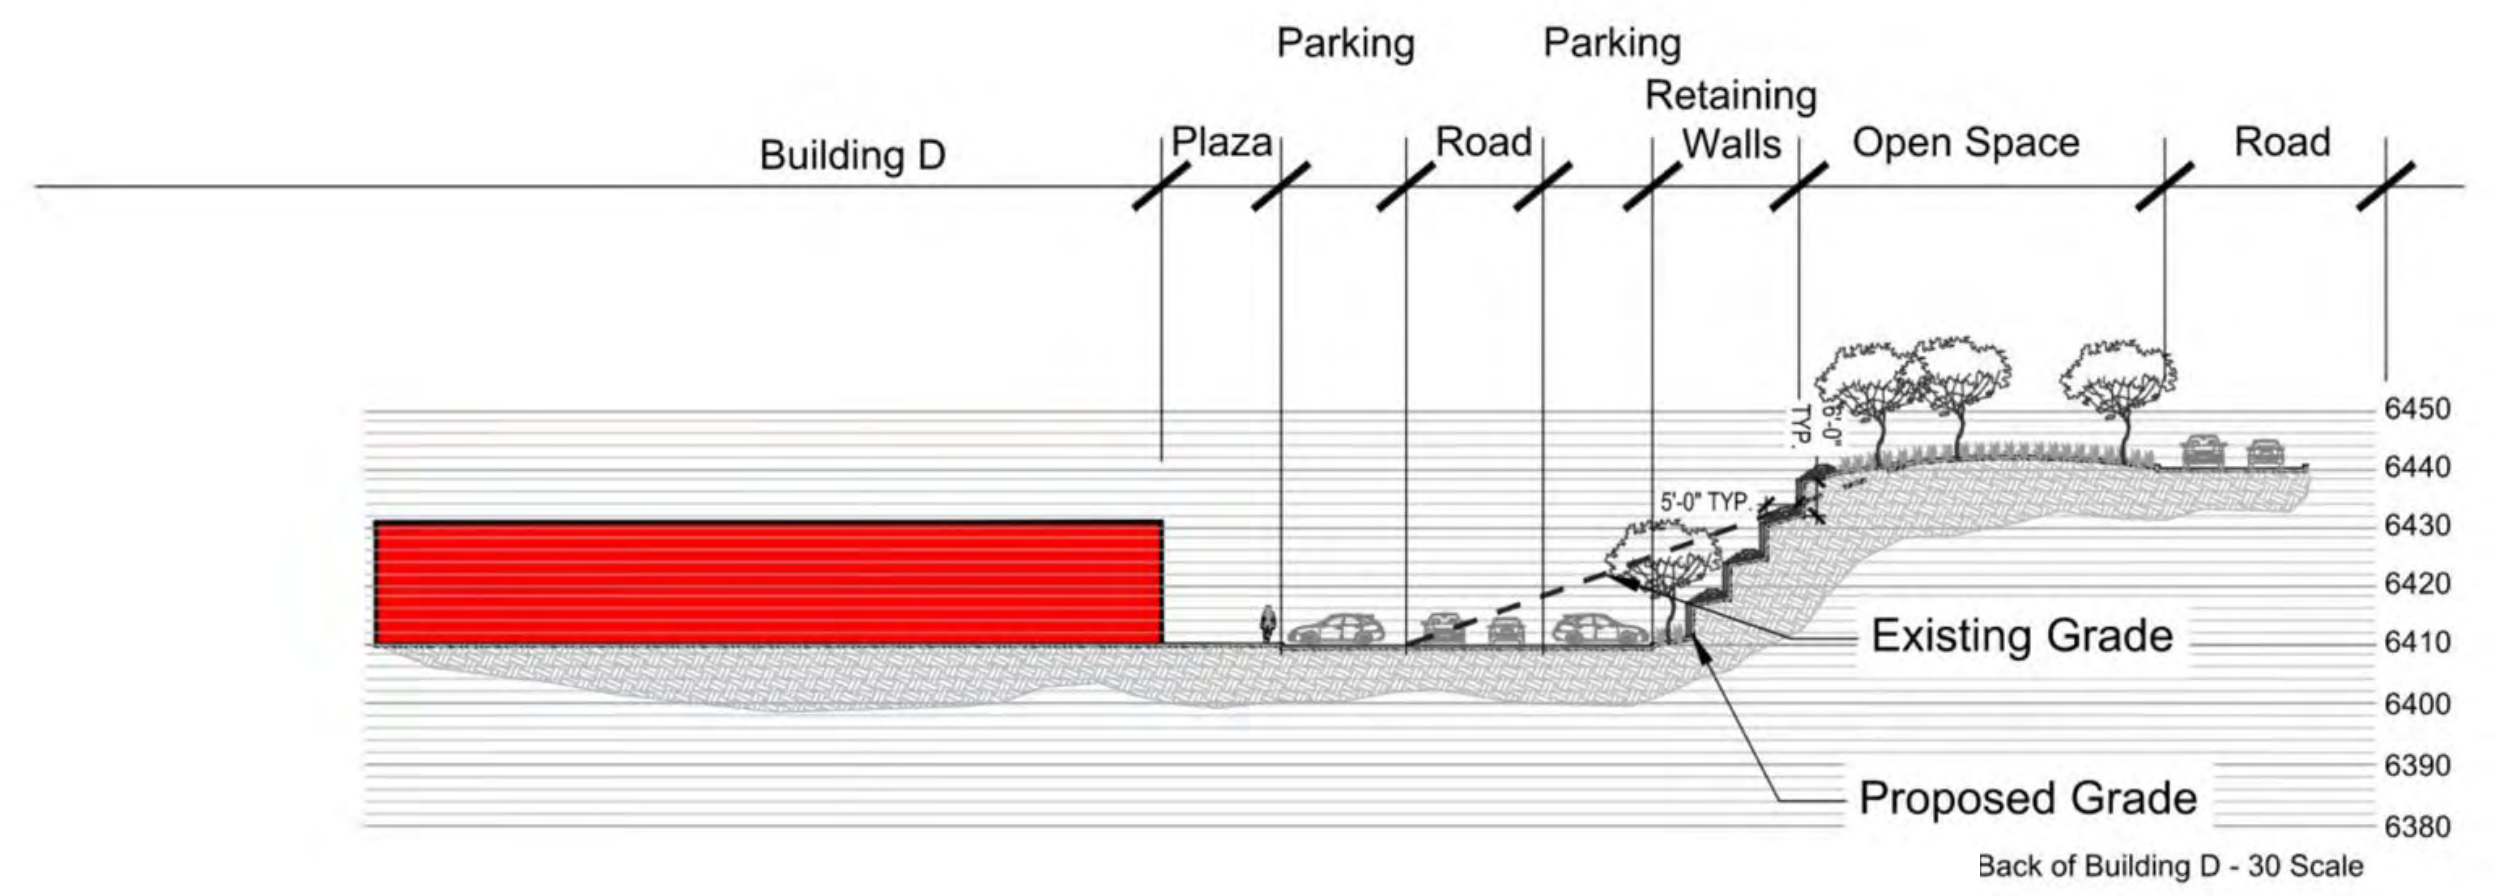 Parking
Parking
Retaining
Walls
Building D
Plaza
Road
Open Space
Road
6450
6'-0"
TYP.
6440
5'-0" TYP.
6430
6420
Existing Grade
6410
6400
6390
Proposed Grade
6380
Back of Building D - 30 Scale